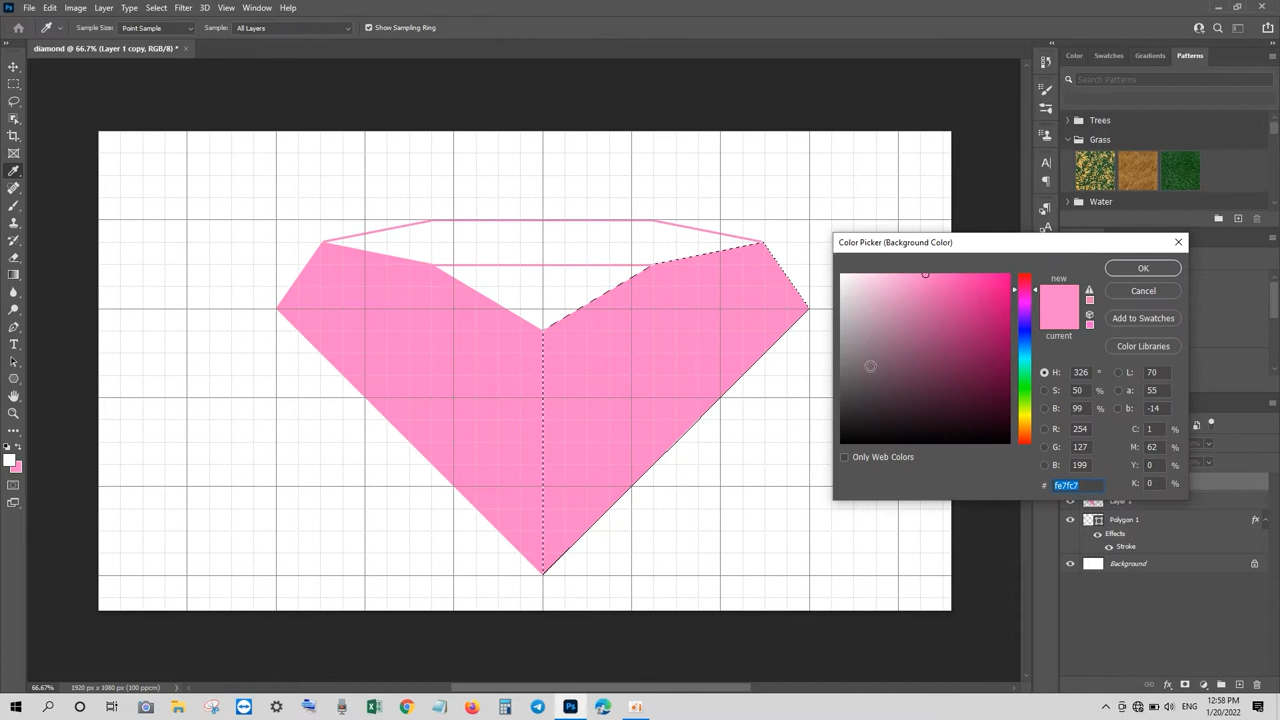 Ps File Edit Image Layer Type Select Filter 3D View Window Help
Sample Size: Point Sample Sample: All Layers Show Sampling Ring
diamond @ 66.7% (Layer 1 copy, RGB/8) *
Color Swatches Gradients Patterns
Search Patterns
Trees
Grass
Water
Color Picker (Background Color)
new
current
OK
Cancel
Add to Swatches
Color Libraries
H: 326 ° L: 70
S: 50 % a: 55
B: 99 % b: -14
R: 254 C: 1 %
G: 127 M: 62 %
B: 199 Y: 0 %
# fe7fc7 K: 0 %
Only Web Colors
Layer 1
Polygon 1 fx
Effects
Stroke
Background
66.67% 1920 px x 1080 px (100 ppcm)
ENG 12:58 PM
1/20/2022